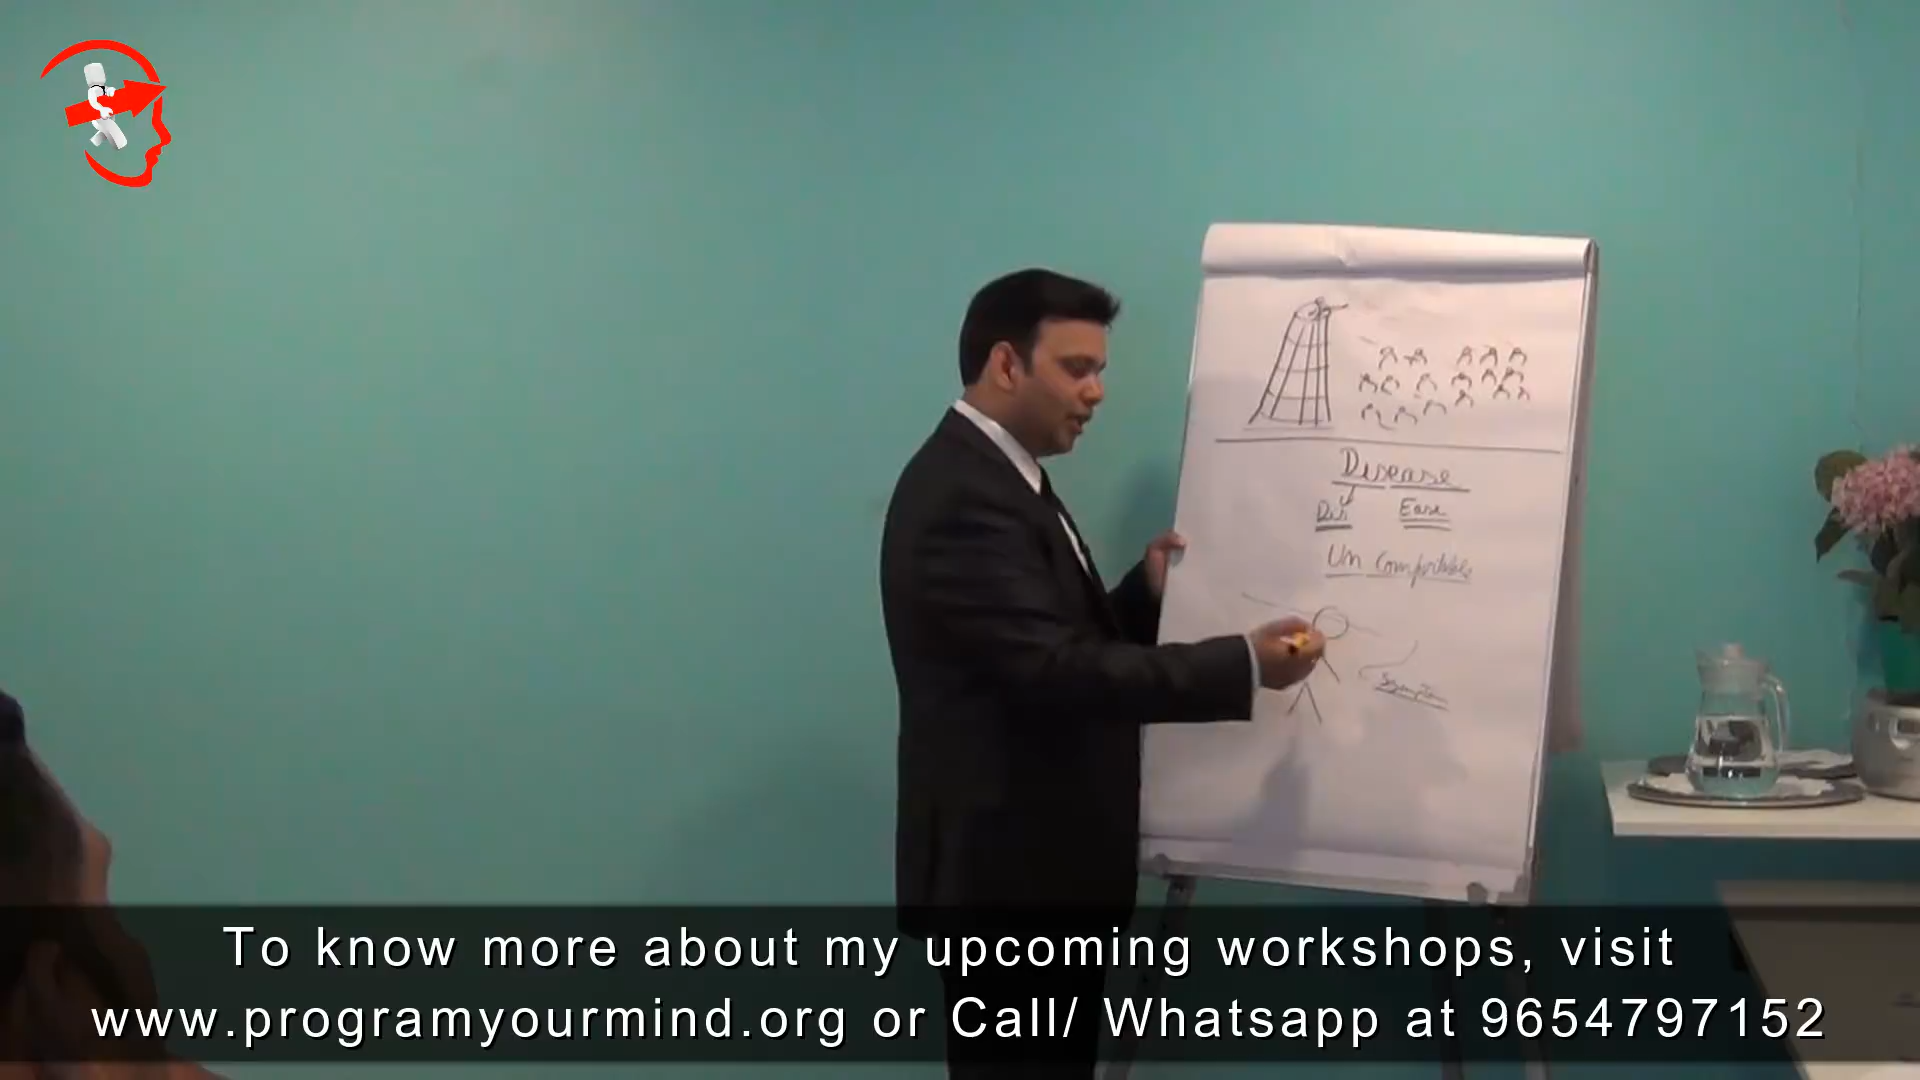 Disease
Dis Ease
Un Comfortable
Symptom
To know more about my upcoming workshops, visit
www.programyourmind.org or Call/ Whatsapp at 9654797152